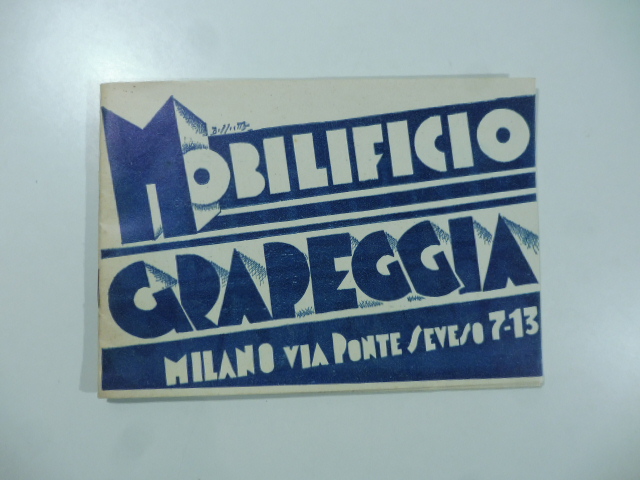 MOBILIFICIO
GRAPEGGIA
MILANO VIA PONTE SEVESO 7-13